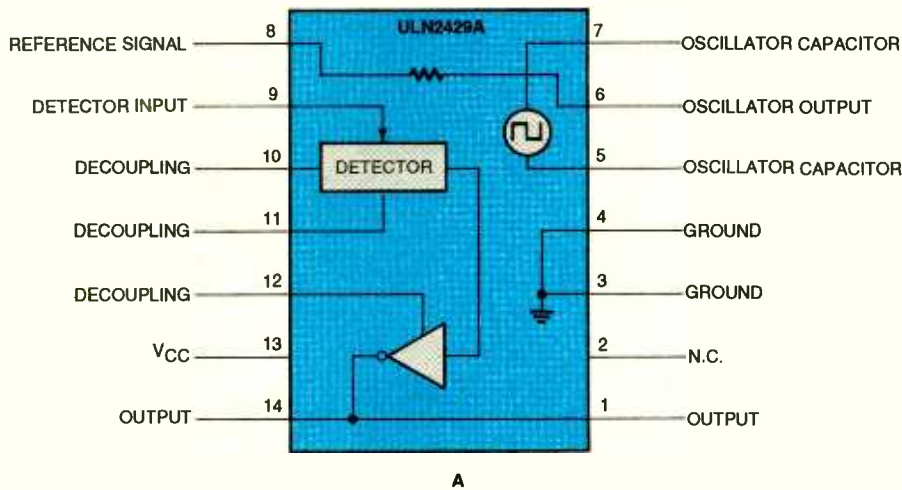 ULN2429A
REFERENCE SIGNAL 8
7 OSCILLATOR CAPACITOR
DETECTOR INPUT 9
6 OSCILLATOR OUTPUT
DECOUPLING 10
DETECTOR
5 OSCILLATOR CAPACITOR
DECOUPLING 11
4 GROUND
DECOUPLING 12
3 GROUND
VCC 13
2 N.C.
OUTPUT 14
1 OUTPUT
A